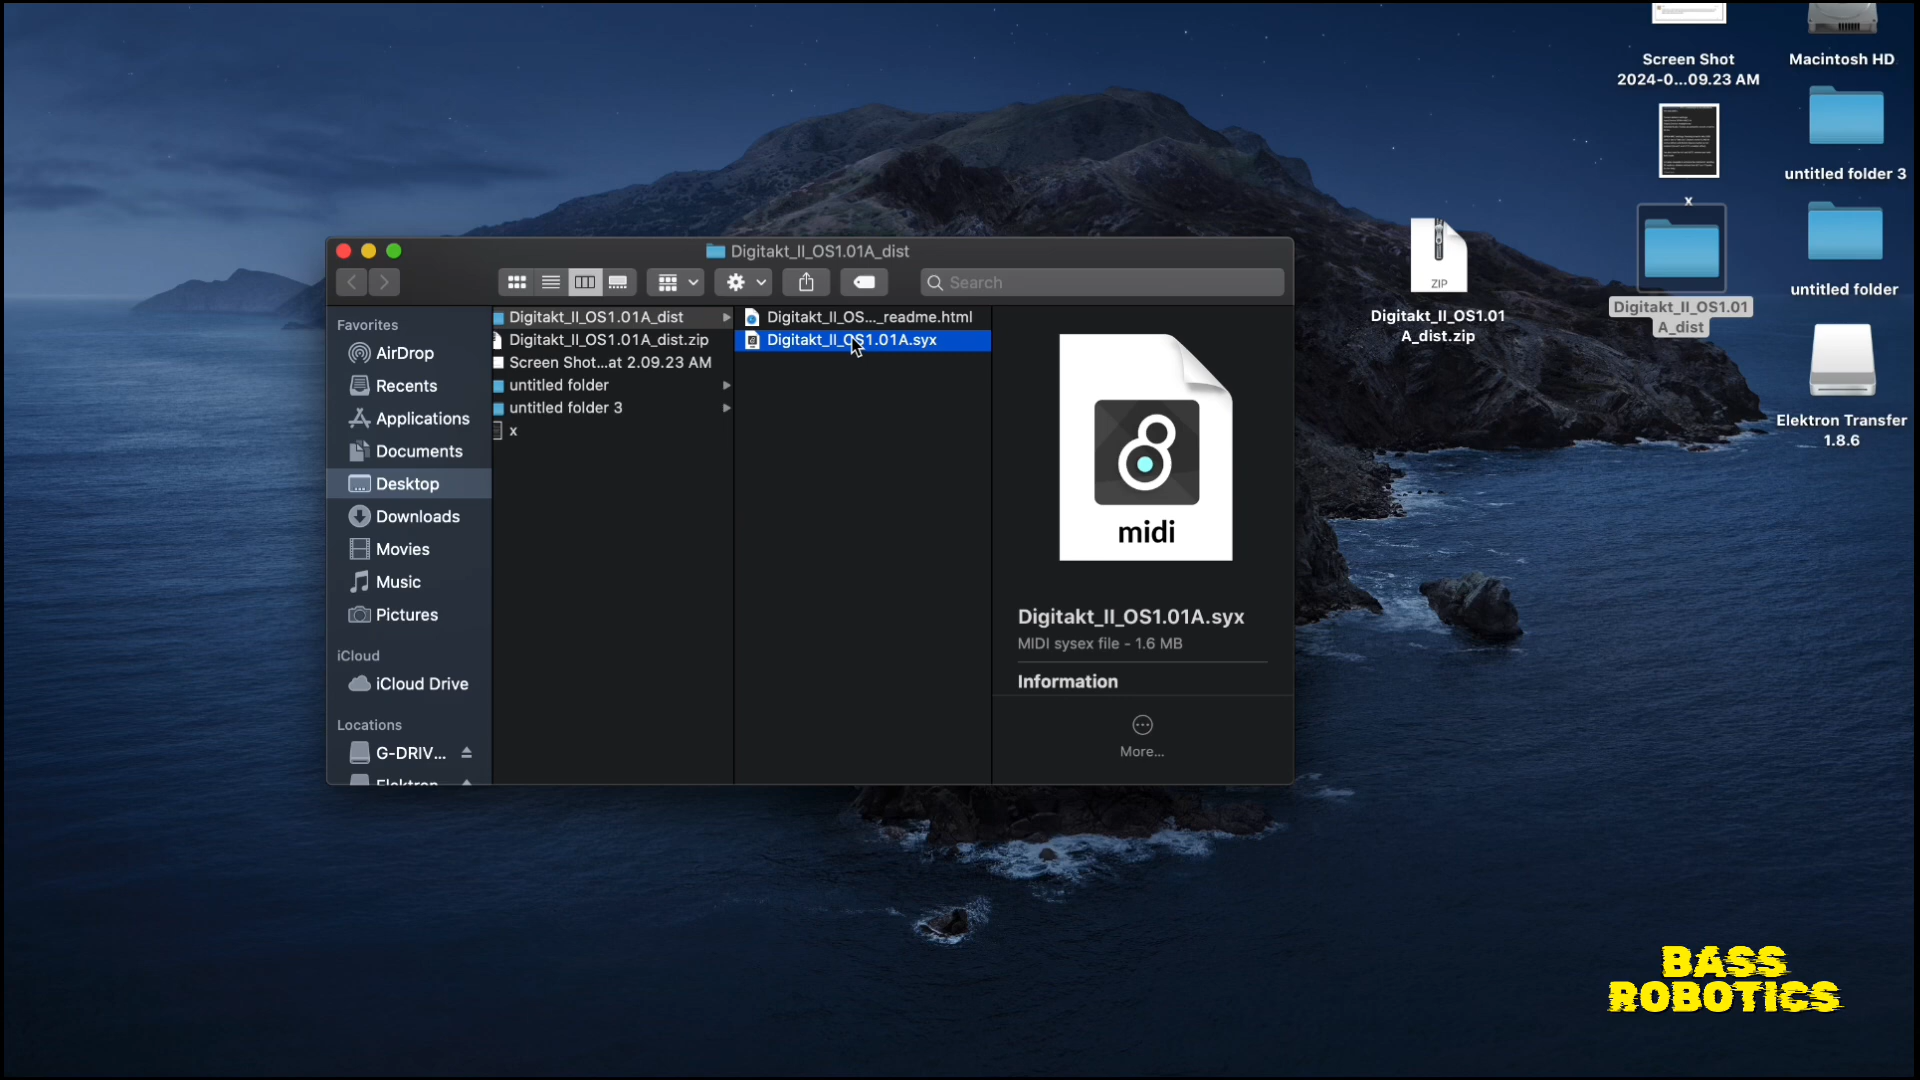 Screen Shot
2024-0...09.23 AM
Macintosh HD
x
untitled folder 3
ZIP
Digitakt_II_OS1.01
A_dist.zip
Digitakt_II_OS1.01
A_dist
untitled folder
Elektron Transfer
1.8.6
Digitakt_II_OS1.01A_dist
Search
Favorites
AirDrop
Recents
Applications
Documents
Desktop
Downloads
Movies
Music
Pictures
iCloud
iCloud Drive
Locations
G-DRIV...
Elektron
Digitakt_II_OS1.01A_dist
Digitakt_II_OS1.01A_dist.zip
Screen Shot...at 2.09.23 AM
untitled folder
untitled folder 3
x
Digitakt_II_OS..._readme.html
Digitakt_II_OS1.01A.syx
midi
Digitakt_II_OS1.01A.syx
MIDI sysex file - 1.6 MB
Information
More...
BASS
ROBOTICS